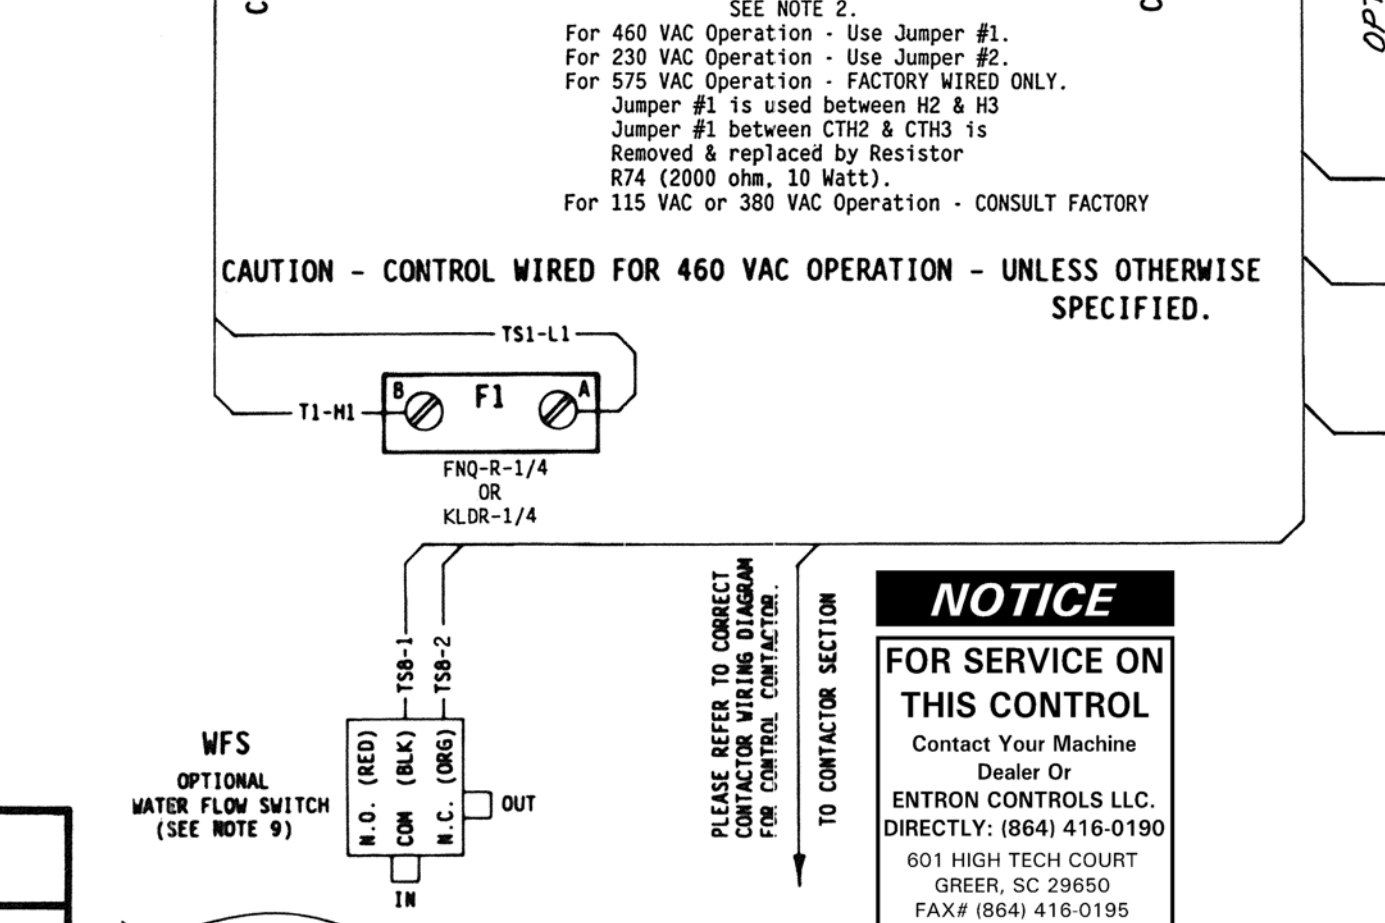 SEE NOTE 2.
For 460 VAC Operation - Use Jumper #1.
For 230 VAC Operation - Use Jumper #2.
For 575 VAC Operation - FACTORY WIRED ONLY.
Jumper #1 is used between H2 & H3
Jumper #1 between CTH2 & CTH3 is
Removed & replaced by Resistor
R74 (2000 ohm, 10 Watt).
For 115 VAC or 380 VAC Operation - CONSULT FACTORY
CAUTION - CONTROL WIRED FOR 460 VAC OPERATION - UNLESS OTHERWISE
SPECIFIED.
TS1-L1
B
F1
A
T1-H1
FNQ-R-1/4
OR
KLDR-1/4
TS8-1
TS8-2
WFS
OPTIONAL
WATER FLOW SWITCH
(SEE NOTE 9)
N.O. (RED)
COM (BLK)
N.C. (ORG)
OUT
IN
PLEASE REFER TO CORRECT
CONTACTOR WIRING DIAGRAM
FOR CONTROL CONTACTOR.
TO CONTACTOR SECTION
NOTICE
FOR SERVICE ON
THIS CONTROL
Contact Your Machine
Dealer Or
ENTRON CONTROLS LLC.
DIRECTLY: (864) 416-0190
601 HIGH TECH COURT
GREER, SC 29650
FAX# (864) 416-0195